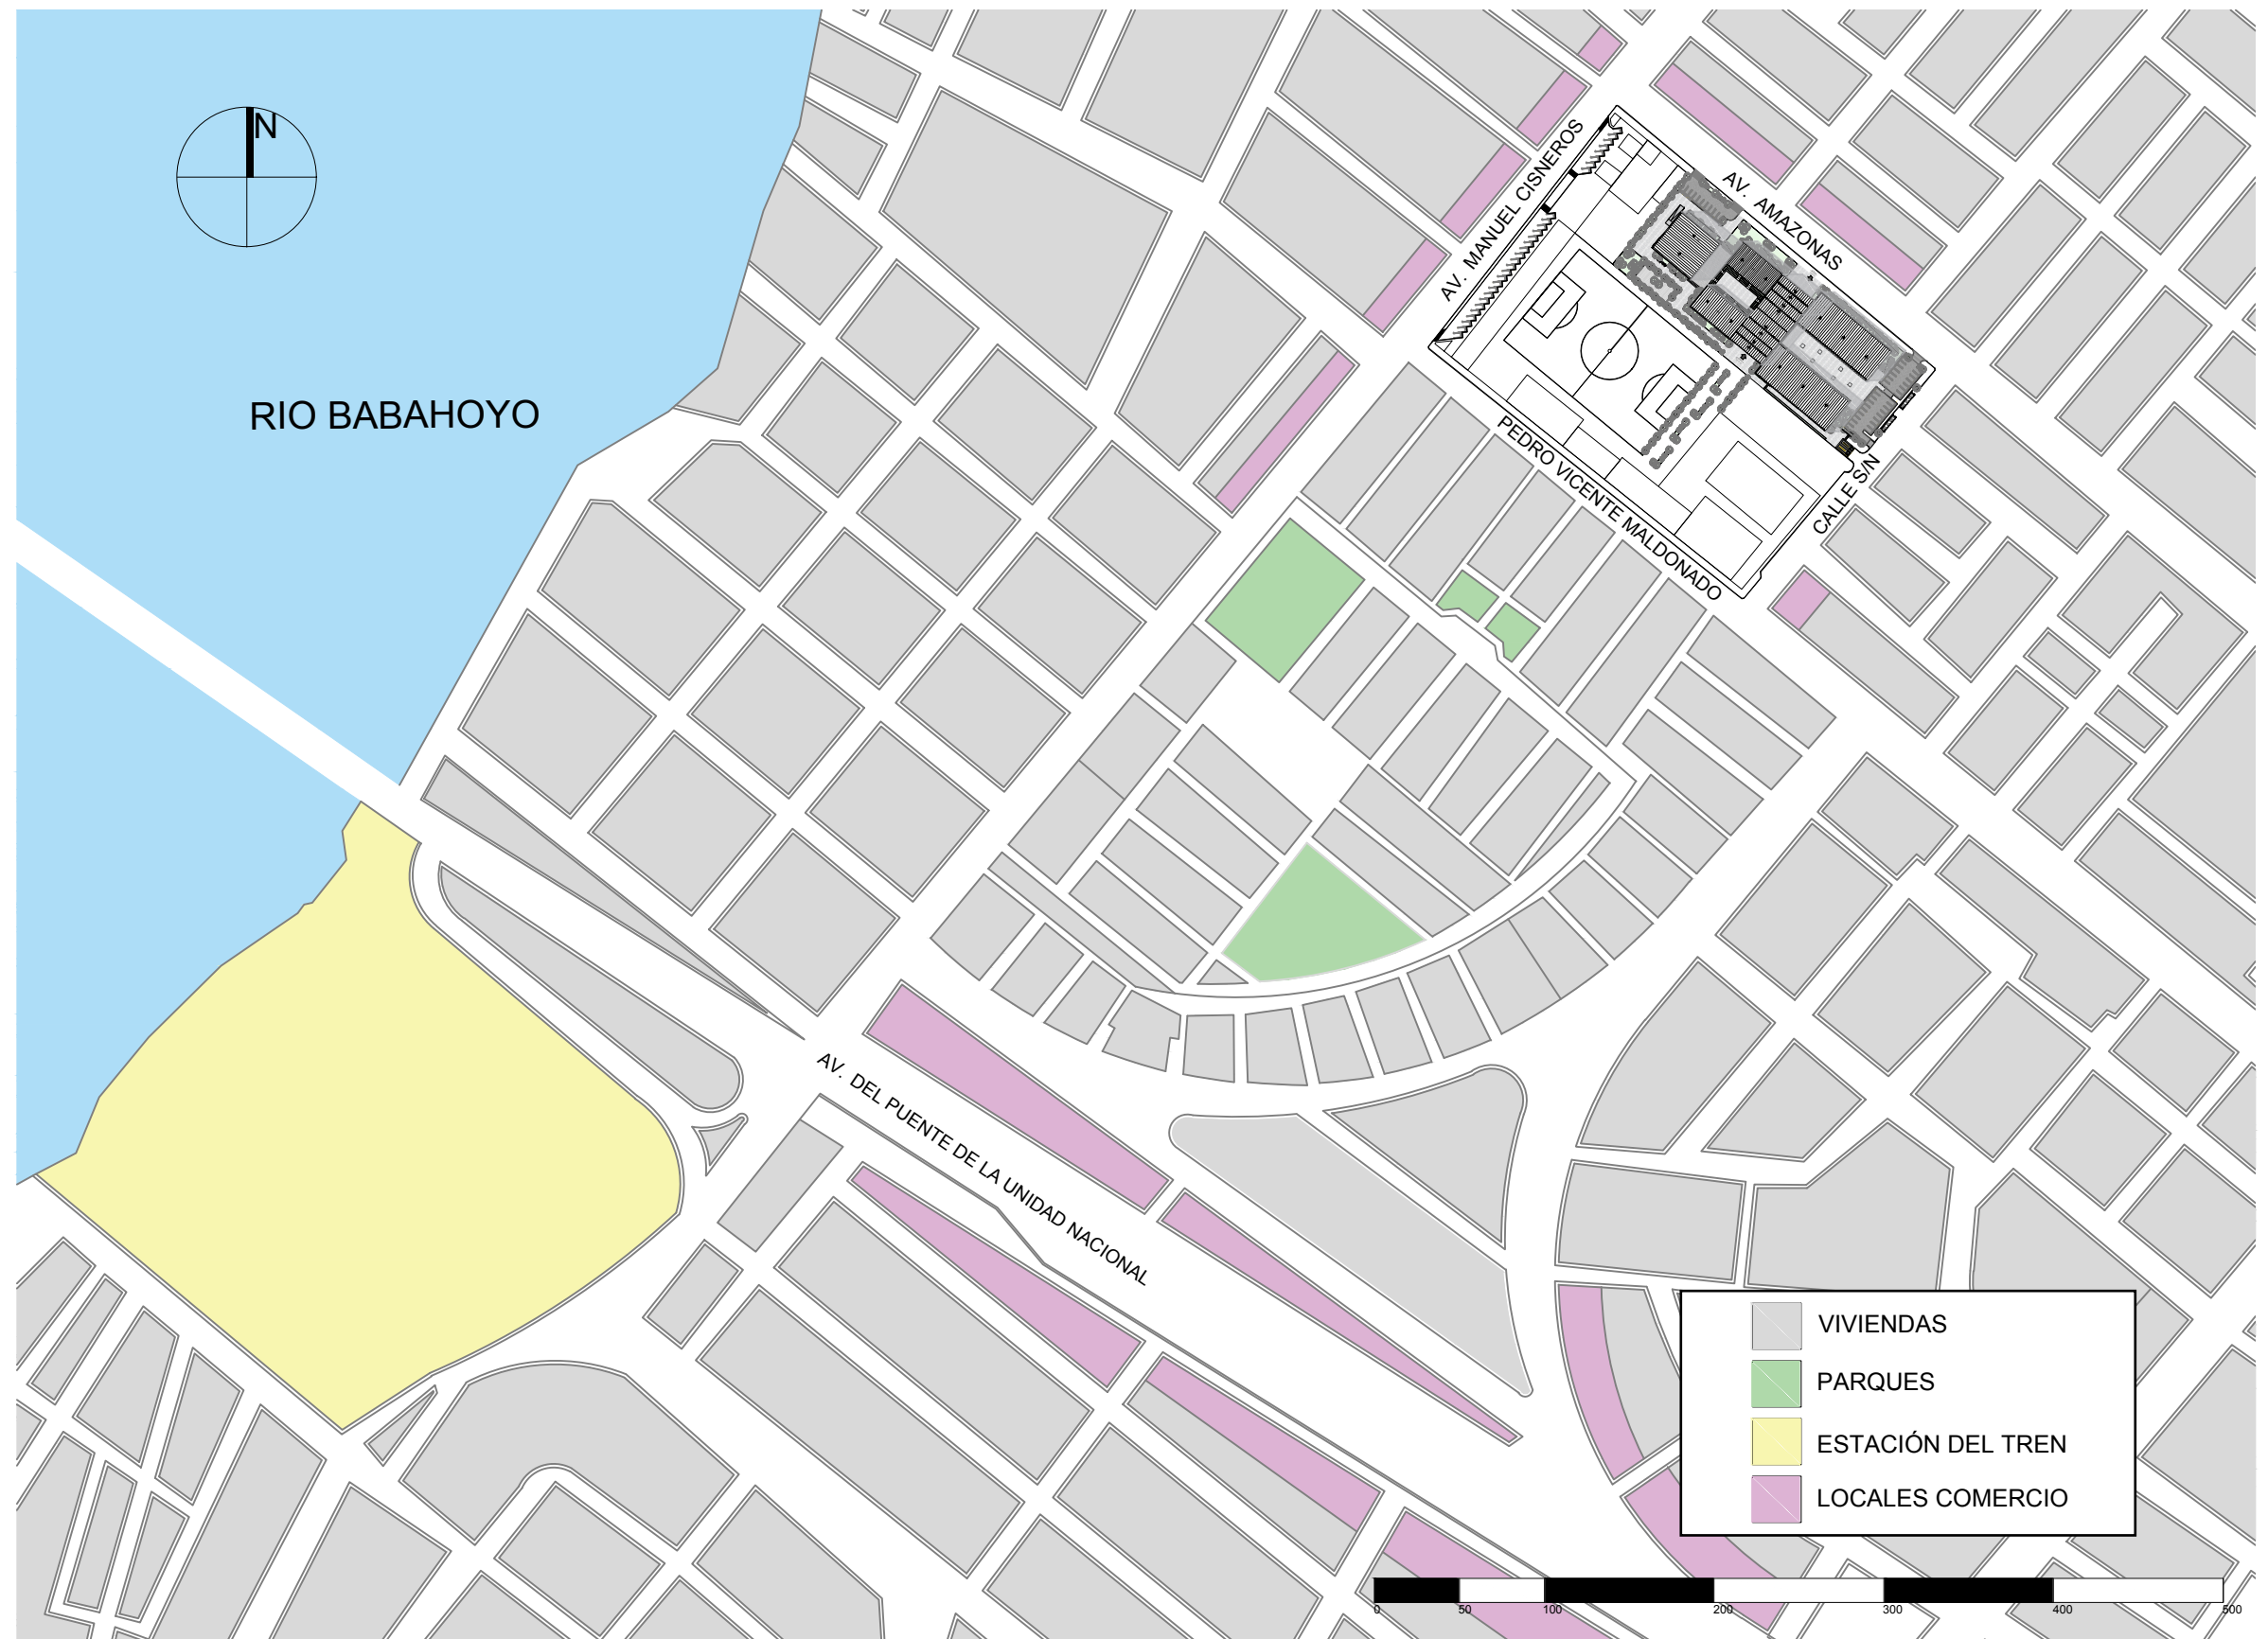 N
AV. MANUEL CISNEROS
AV. AMAZONAS
RIO BABAHOYO
PEDRO VICENTE MALDONADO
CALLE S/N
AV. DEL PUENTE DE LA UNIDAD NACIONAL
VIVIENDAS
PARQUES
ESTACIÓN DEL TREN
LOCALES COMERCIO
0 50 100 200 300 400 500